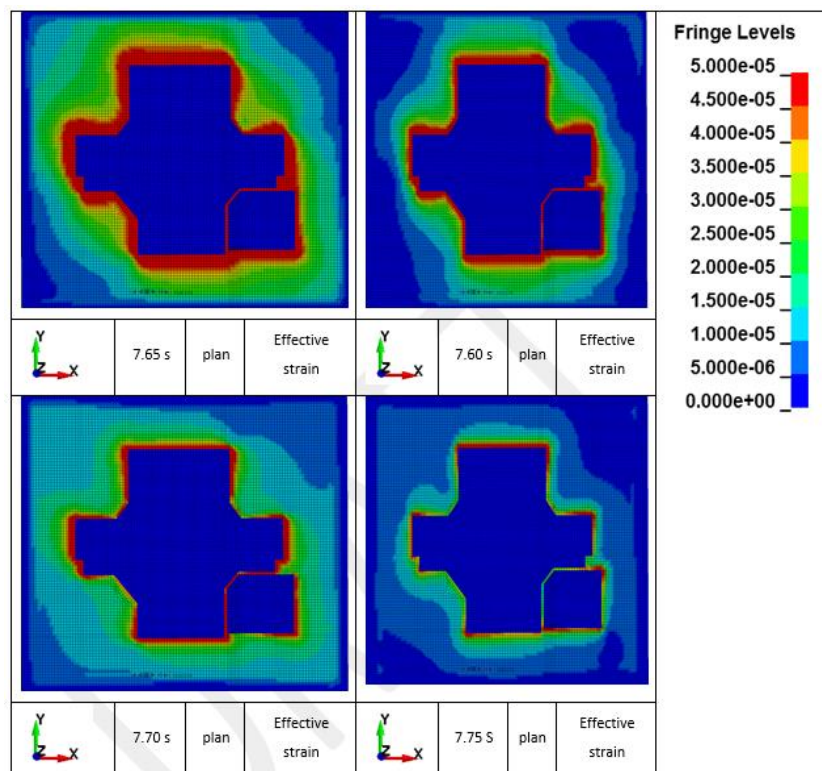 Fringe Levels
5.000e-05
4.500e-05
4.000e-05
3.500e-05
3.000e-05
2.500e-05
2.000e-05
1.500e-05
1.000e-05
5.000e-06
0.000e+00
Y
Z X
7.65 s
plan
Effective
strain
Y
Z X
7.60 s
plan
Effective
strain
Y
Z X
7.70 s
plan
Effective
strain
Y
Z X
7.75 S
plan
Effective
strain